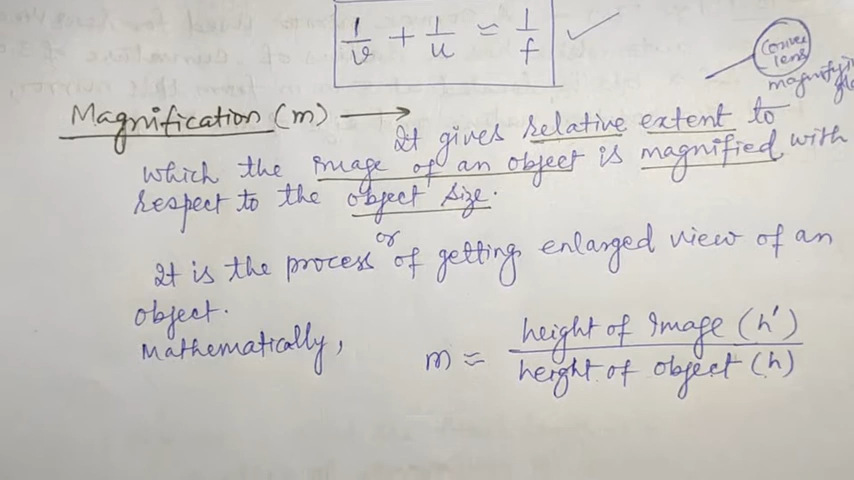 1/v + 1/u = 1/f
Convex
lens
magnifying
Magnification (m) →
It gives relative extent to
which the image of an object is magnified with
respect to the object size.
or
It is the process of getting enlarged view of an
object.
Mathematically,
m = height of Image (h') / height of object (h)